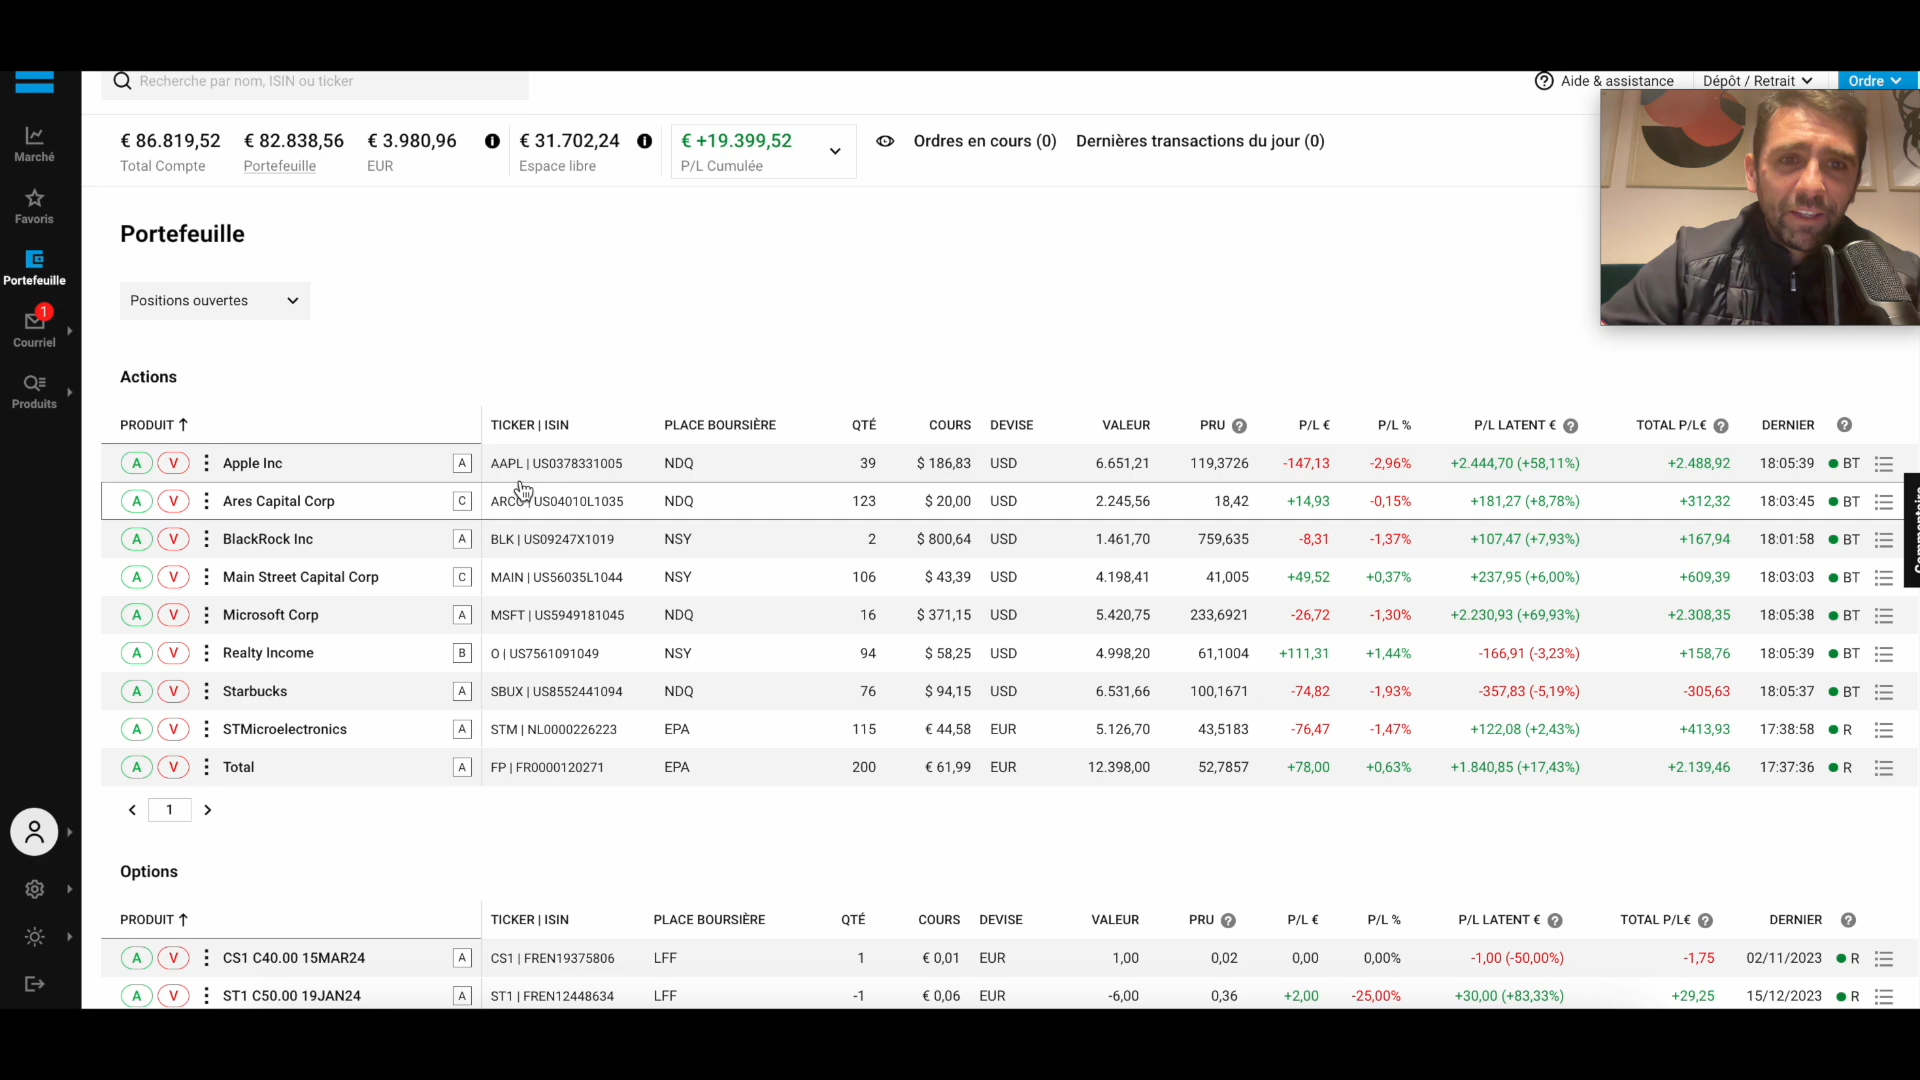 Recherche par nom, ISIN ou ticker
Aide & assistance Dépôt / Retrait Ordre
Marché
Favoris
Portefeuille
1
Courriel
Produits
€ 86.819,52 € 82.838,56 € 3.980,96 € 31.702,24 € +19.399,52 Ordres en cours (0) Dernières transactions du jour (0)
Total Compte Portefeuille EUR Espace libre P/L Cumulée
Portefeuille
Positions ouvertes
Actions
PRODUIT TICKER | ISIN PLACE BOURSIÈRE QTÉ COURS DEVISE VALEUR PRU ? P/L € P/L % P/L LATENT € ? TOTAL P/L€ ? DERNIER ?
A V Apple Inc A AAPL | US0378331005 NDQ 39 $ 186,83 USD 6.651,21 119,3726 -147,13 -2,96% +2.444,70 (+58,11%) +2.488,92 18:05:39 BT
A V Ares Capital Corp C ARCC | US04010L1035 NDQ 123 $ 20,00 USD 2.245,56 18,42 +14,93 -0,15% +181,27 (+8,78%) +312,32 18:03:45 BT
A V BlackRock Inc A BLK | US09247X1019 NSY 2 $ 800,64 USD 1.461,70 759,635 -8,31 -1,37% +107,47 (+7,93%) +167,94 18:01:58 BT
A V Main Street Capital Corp C MAIN | US56035L1044 NSY 106 $ 43,39 USD 4.198,41 41,005 +49,52 +0,37% +237,95 (+6,00%) +609,39 18:03:03 BT
A V Microsoft Corp A MSFT | US5949181045 NDQ 16 $ 371,15 USD 5.420,75 233,6921 -26,72 -1,30% +2.230,93 (+69,93%) +2.308,35 18:05:38 BT
A V Realty Income B O | US7561091049 NSY 94 $ 58,25 USD 4.998,20 61,1004 +111,31 +1,44% -166,91 (-3,23%) +158,76 18:05:39 BT
A V Starbucks A SBUX | US8552441094 NDQ 76 $ 94,15 USD 6.531,66 100,1671 -74,82 -1,93% -357,83 (-5,19%) -305,63 18:05:37 BT
A V STMicroelectronics A STM | NL0000226223 EPA 115 € 44,58 EUR 5.126,70 43,5183 -76,47 -1,47% +122,08 (+2,43%) +413,93 17:38:58 R
A V Total A FP | FR0000120271 EPA 200 € 61,99 EUR 12.398,00 52,7857 +78,00 +0,63% +1.840,85 (+17,43%) +2.139,46 17:37:36 R
1
Options
PRODUIT TICKER | ISIN PLACE BOURSIÈRE QTÉ COURS DEVISE VALEUR PRU ? P/L € P/L % P/L LATENT € ? TOTAL P/L€ ? DERNIER ?
A V CS1 C40.00 15MAR24 A CS1 | FREN19375806 LFF 1 € 0,01 EUR 1,00 0,02 0,00 0,00% -1,00 (-50,00%) -1,75 02/11/2023 R
A V ST1 C50.00 19JAN24 A ST1 | FREN12448634 LFF -1 € 0,06 EUR -6,00 0,36 +2,00 -25,00% +30,00 (+83,33%) +29,25 15/12/2023 R